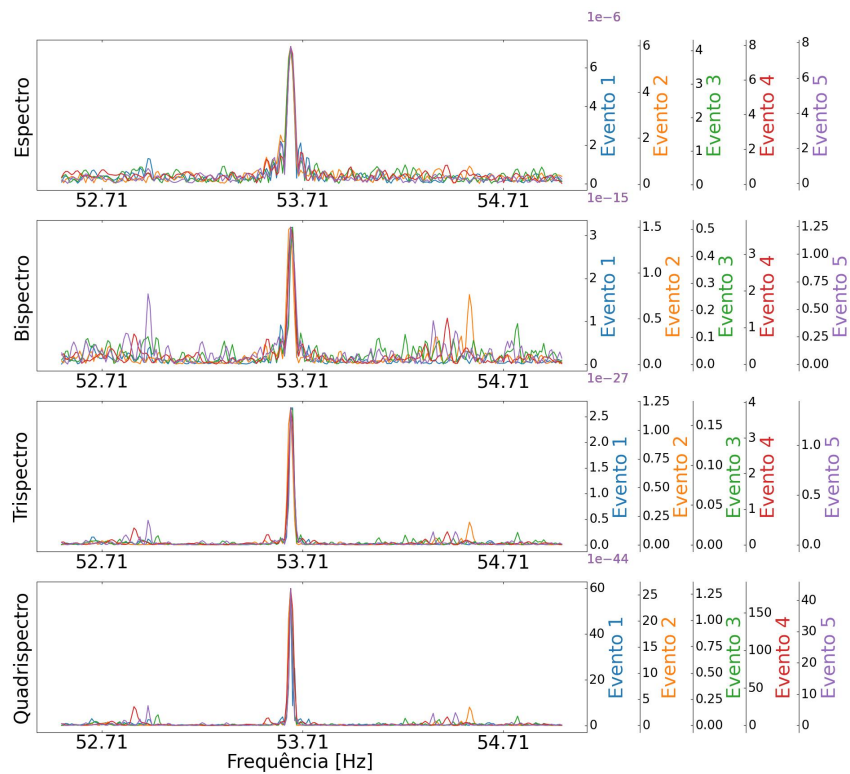 1e−6
Espectro
52.71 53.71 54.71
0 2 4 6
Evento 1
0 2 4 6
Evento 2
0 1 2 3 4
Evento 3
0 2 4 6 8
Evento 4
0 2 4 6 8
Evento 5
1e−15
Bispectro
52.71 53.71 54.71
0 1 2 3
Evento 1
0.0 0.5 1.0 1.5
Evento 2
0.0 0.1 0.2 0.3 0.4 0.5
Evento 3
0 1 2 3
Evento 4
0.00 0.25 0.50 0.75 1.00 1.25
Evento 5
1e−27
Trispectro
52.71 53.71 54.71
0.0 0.5 1.0 1.5 2.0 2.5
Evento 1
0.00 0.25 0.50 0.75 1.00 1.25
Evento 2
0.00 0.05 0.10 0.15
Evento 3
0 1 2 3 4
Evento 4
0.0 0.5 1.0
Evento 5
1e−44
Quadrispectro
52.71 53.71 54.71
0 20 40 60
Evento 1
0 5 10 15 20 25
Evento 2
0.00 0.25 0.50 0.75 1.00 1.25
Evento 3
0 50 100 150
Evento 4
0 10 20 30 40
Evento 5
Frequência [Hz]